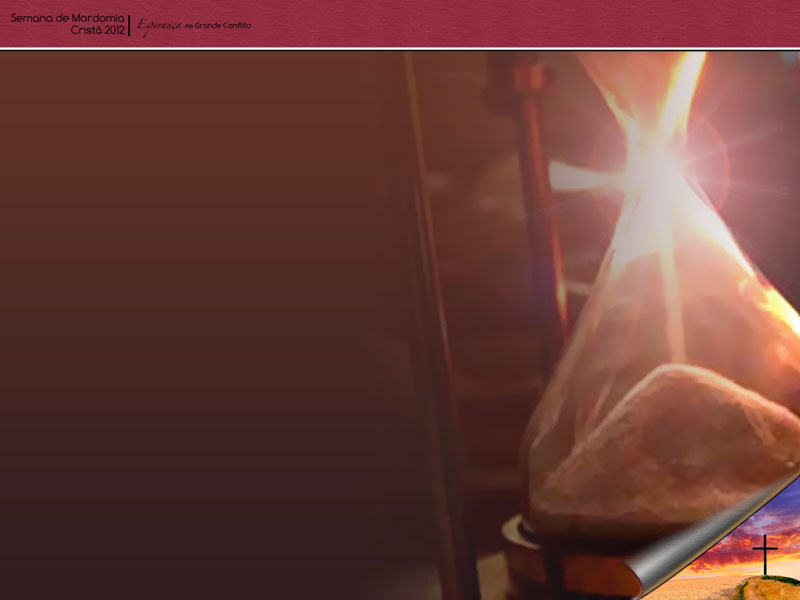 Semana de Mordomia
Cristã 2012
Esperança no Grande Conflito